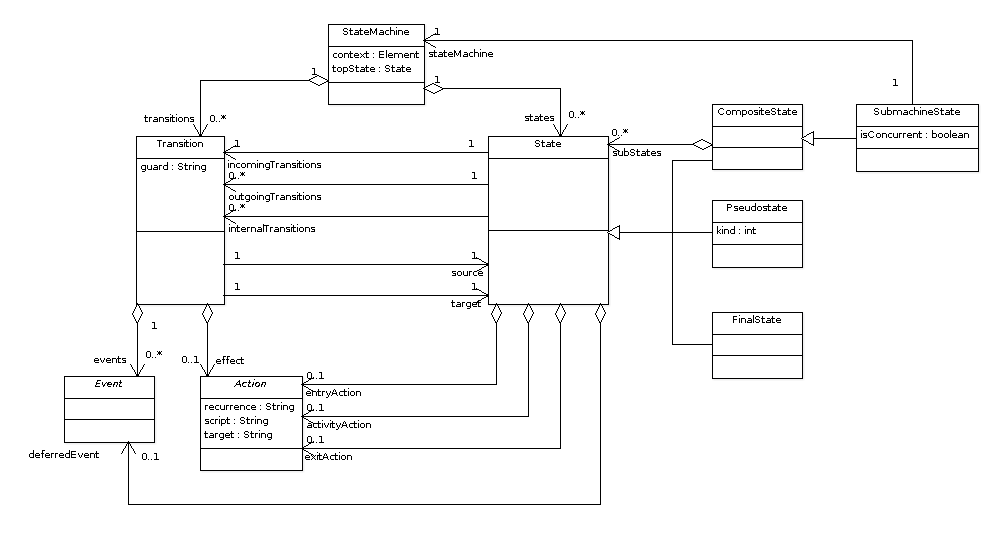 StateMachine
context : Element
topState : State
1
stateMachine
1
1
1
transitions
0..*
states
0..*
CompositeState
SubmachineState
isConcurrent : boolean
0..*
subStates
Transition
guard : String
State
1
1
incomingTransitions
0..*
1
outgoingTransitions
0..*
internalTransitions
Pseudostate
kind : int
1
1
source
1
1
target
FinalState
1
events
0..*
0..1
effect
Event
Action
recurrence : String
script : String
target : String
0..1
entryAction
0..1
activityAction
0..1
exitAction
deferredEvent
0..1